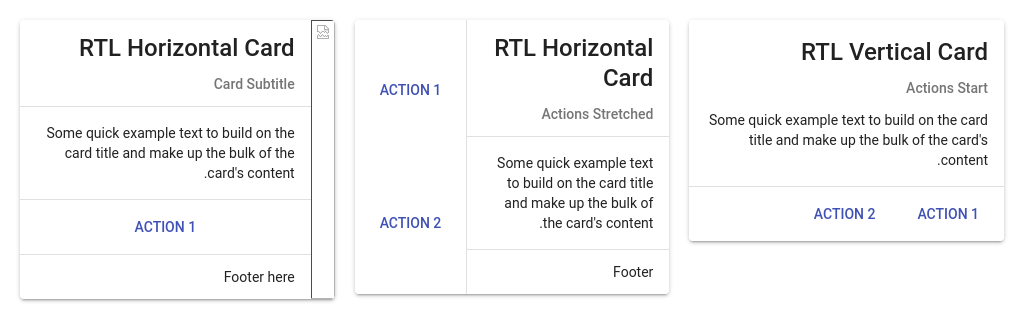 RTL Horizontal Card
Card Subtitle
Some quick example text to build on the
card title and make up the bulk of the
.card's content
ACTION 1
Footer here
RTL Horizontal
Card
Actions Stretched
Some quick example text
to build on the card title
and make up the bulk of
.the card's content
Footer
ACTION 1
ACTION 2
RTL Vertical Card
Actions Start
Some quick example text to build on the card
title and make up the bulk of the card's
.content
ACTION 2 ACTION 1